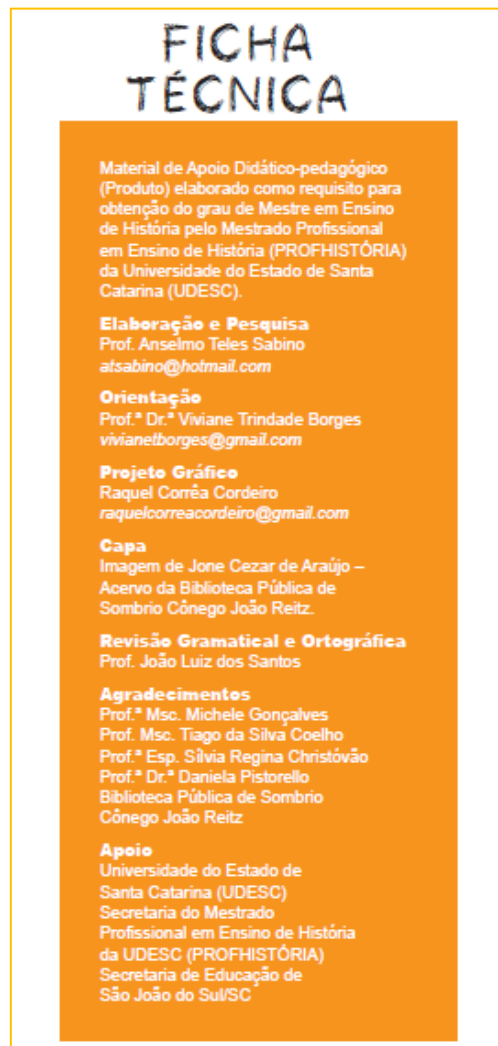 FICHA
TÉCNICA
Material de Apoio Didático-pedagógico
(Produto) elaborado como requisito para
obtenção do grau de Mestre em Ensino
de História pelo Mestrado Profissional
em Ensino de História (PROFHISTÓRIA)
da Universidade do Estado de Santa
Catarina (UDESC).
Elaboração e Pesquisa
Prof. Anselmo Teles Sabino
atsabino@hotmail.com
Orientação
Prof.ª Dr.ª Viviane Trindade Borges
vivianetborges@gmail.com
Projeto Gráfico
Raquel Corrêa Cordeiro
raquelcorreacordeiro@gmail.com
Capa
Imagem de Jone Cezar de Araújo –
Acervo da Biblioteca Pública de
Sombrio Cônego João Reitz.
Revisão Gramatical e Ortográfica
Prof. João Luiz dos Santos
Agradecimentos
Prof.ª Msc. Michele Gonçalves
Prof. Msc. Tiago da Silva Coelho
Prof.ª Esp. Sílvia Regina Christóvão
Prof.ª Dr.ª Daniela Pistorello
Biblioteca Pública de Sombrio
Cônego João Reitz
Apoio
Universidade do Estado de
Santa Catarina (UDESC)
Secretaria do Mestrado
Profissional em Ensino de História
da UDESC (PROFHISTÓRIA)
Secretaria de Educação de
São João do Sul/SC